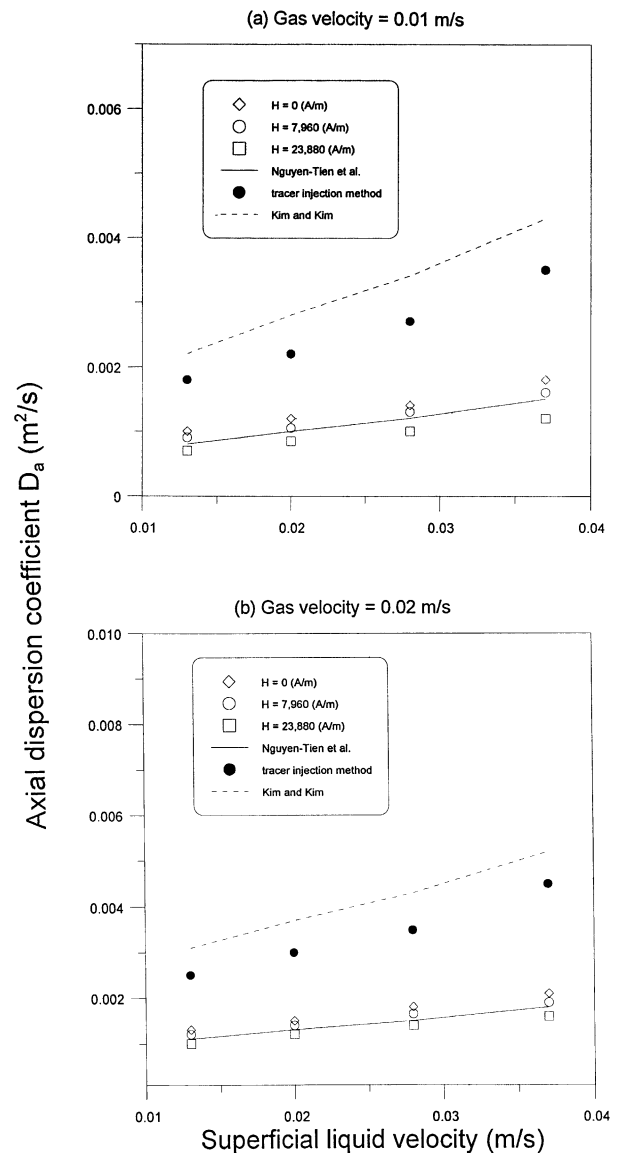 (a) Gas velocity = 0.01 m/s
0.006
0.004
0.002
0
H = 0 (A/m)
H = 7,960 (A/m)
H = 23,880 (A/m)
Nguyen-Tien et al.
tracer injection method
Kim and Kim
0.01 0.02 0.03 0.04
Axial dispersion coefficient Da (m²/s)
(b) Gas velocity = 0.02 m/s
0.010
0.008
0.006
0.004
0.002
H = 0 (A/m)
H = 7,960 (A/m)
H = 23,880 (A/m)
Nguyen-Tien et al.
tracer injection method
Kim and Kim
0.01 0.02 0.03 0.04
Superficial liquid velocity (m/s)